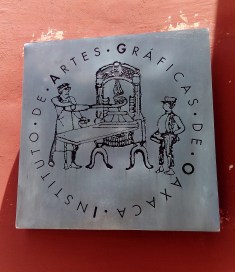 INSTITUTO · DE · ARTES · GRÁFICAS · DE · OAXACA ·